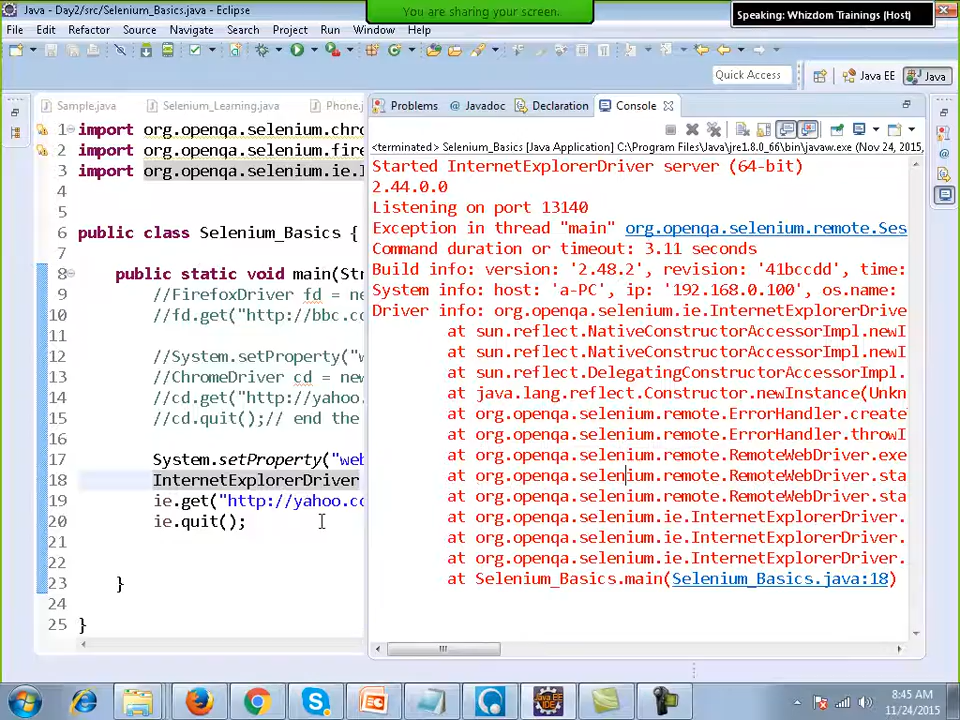 Java - Day2/src/Selenium_Basics.java - Eclipse
You are sharing your screen.
Speaking: Whizdom Trainings (Host)
File Edit Refactor Source Navigate Search Project Run Window Help
Quick Access
Java EE
Java
Sample.java
Selenium_Learning.java
Phone.j
Problems
Javadoc
Declaration
Console
1 import org.openqa.selenium.chro
2 import org.openqa.selenium.fire
3 import org.openqa.selenium.ie.I
4
5
6 public class Selenium_Basics {
7
8 public static void main(Str
9 //FirefoxDriver fd = ne
10 //fd.get("http://bbc.co
11
12 //System.setProperty("w
13 //ChromeDriver cd = new
14 //cd.get("http://yahoo.
15 //cd.quit();// end the
16
17 System.setProperty("web
18 InternetExplorerDriver
19 ie.get("http://yahoo.co
20 ie.quit();
21
22
23 }
24
25 }
<terminated> Selenium_Basics [Java Application] C:\Program Files\Java\jre1.8.0_66\bin\javaw.exe (Nov 24, 2015,
Started InternetExplorerDriver server (64-bit)
2.44.0.0
Listening on port 13140
Exception in thread "main" org.openqa.selenium.remote.Ses
Command duration or timeout: 3.11 seconds
Build info: version: '2.48.2', revision: '41bccdd', time:
System info: host: 'a-PC', ip: '192.168.0.100', os.name:
Driver info: org.openqa.selenium.ie.InternetExplorerDrive
at sun.reflect.NativeConstructorAccessorImpl.newI
at sun.reflect.NativeConstructorAccessorImpl.newI
at sun.reflect.DelegatingConstructorAccessorImpl.
at java.lang.reflect.Constructor.newInstance(Unkn
at org.openqa.selenium.remote.ErrorHandler.create
at org.openqa.selenium.remote.ErrorHandler.throwI
at org.openqa.selenium.remote.RemoteWebDriver.exe
at org.openqa.selenium.remote.RemoteWebDriver.sta
at org.openqa.selenium.remote.RemoteWebDriver.sta
at org.openqa.selenium.ie.InternetExplorerDriver.
at org.openqa.selenium.ie.InternetExplorerDriver.
at org.openqa.selenium.ie.InternetExplorerDriver.
at Selenium_Basics.main(Selenium_Basics.java:18)
8:45 AM
11/24/2015